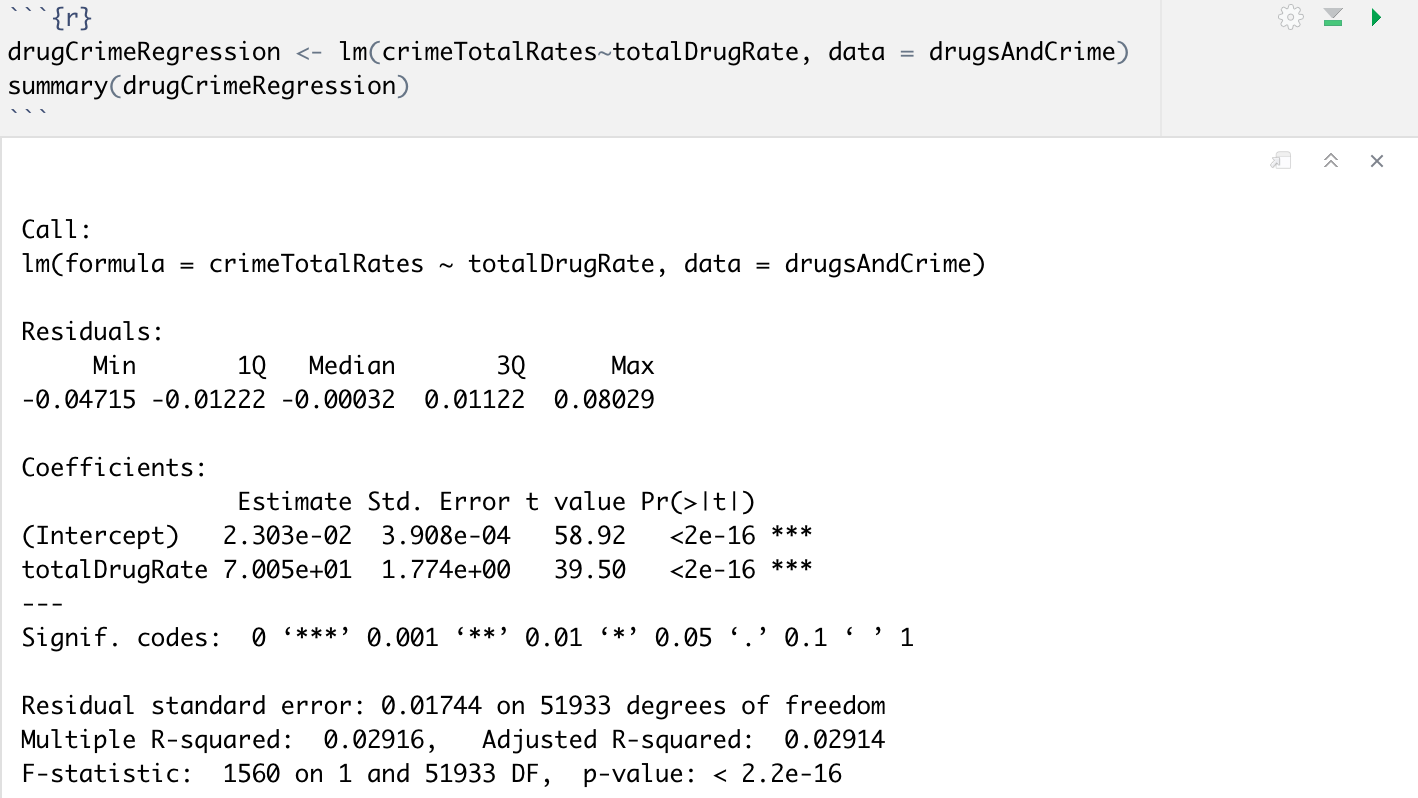 ```{r}
drugCrimeRegression <- lm(crimeTotalRates~totalDrugRate, data = drugsAndCrime)
summary(drugCrimeRegression)
```
Call:
lm(formula = crimeTotalRates ~ totalDrugRate, data = drugsAndCrime)
Residuals:
     Min       1Q   Median       3Q      Max
-0.04715 -0.01222 -0.00032  0.01122  0.08029
Coefficients:
               Estimate Std. Error t value Pr(>|t|)
(Intercept)   2.303e-02  3.908e-04   58.92   <2e-16 ***
totalDrugRate 7.005e+01  1.774e+00   39.50   <2e-16 ***
---
Signif. codes:  0 ‘***’ 0.001 ‘**’ 0.01 ‘*’ 0.05 ‘.’ 0.1 ‘ ’ 1
Residual standard error: 0.01744 on 51933 degrees of freedom
Multiple R-squared:  0.02916,	Adjusted R-squared:  0.02914
F-statistic:  1560 on 1 and 51933 DF,  p-value: < 2.2e-16